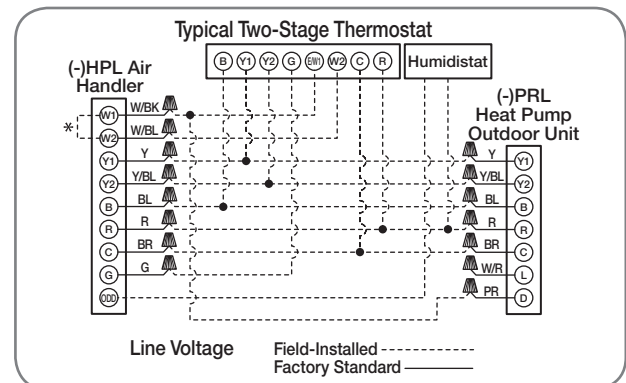 Typical Two-Stage Thermostat
B Y1 Y2 G E/W1 W2 C R
Humidistat
(-)HPL Air
Handler
(-)PRL
Heat Pump
Outdoor Unit
*
W1 W/BK
W2 W/BL
Y1 Y
Y2 Y/BL
B BL
R R
C BR
G G
ODD
Y Y1
Y/BL Y2
BL B
R R
BR C
W/R L
PR D
Line Voltage
Field-Installed
Factory Standard